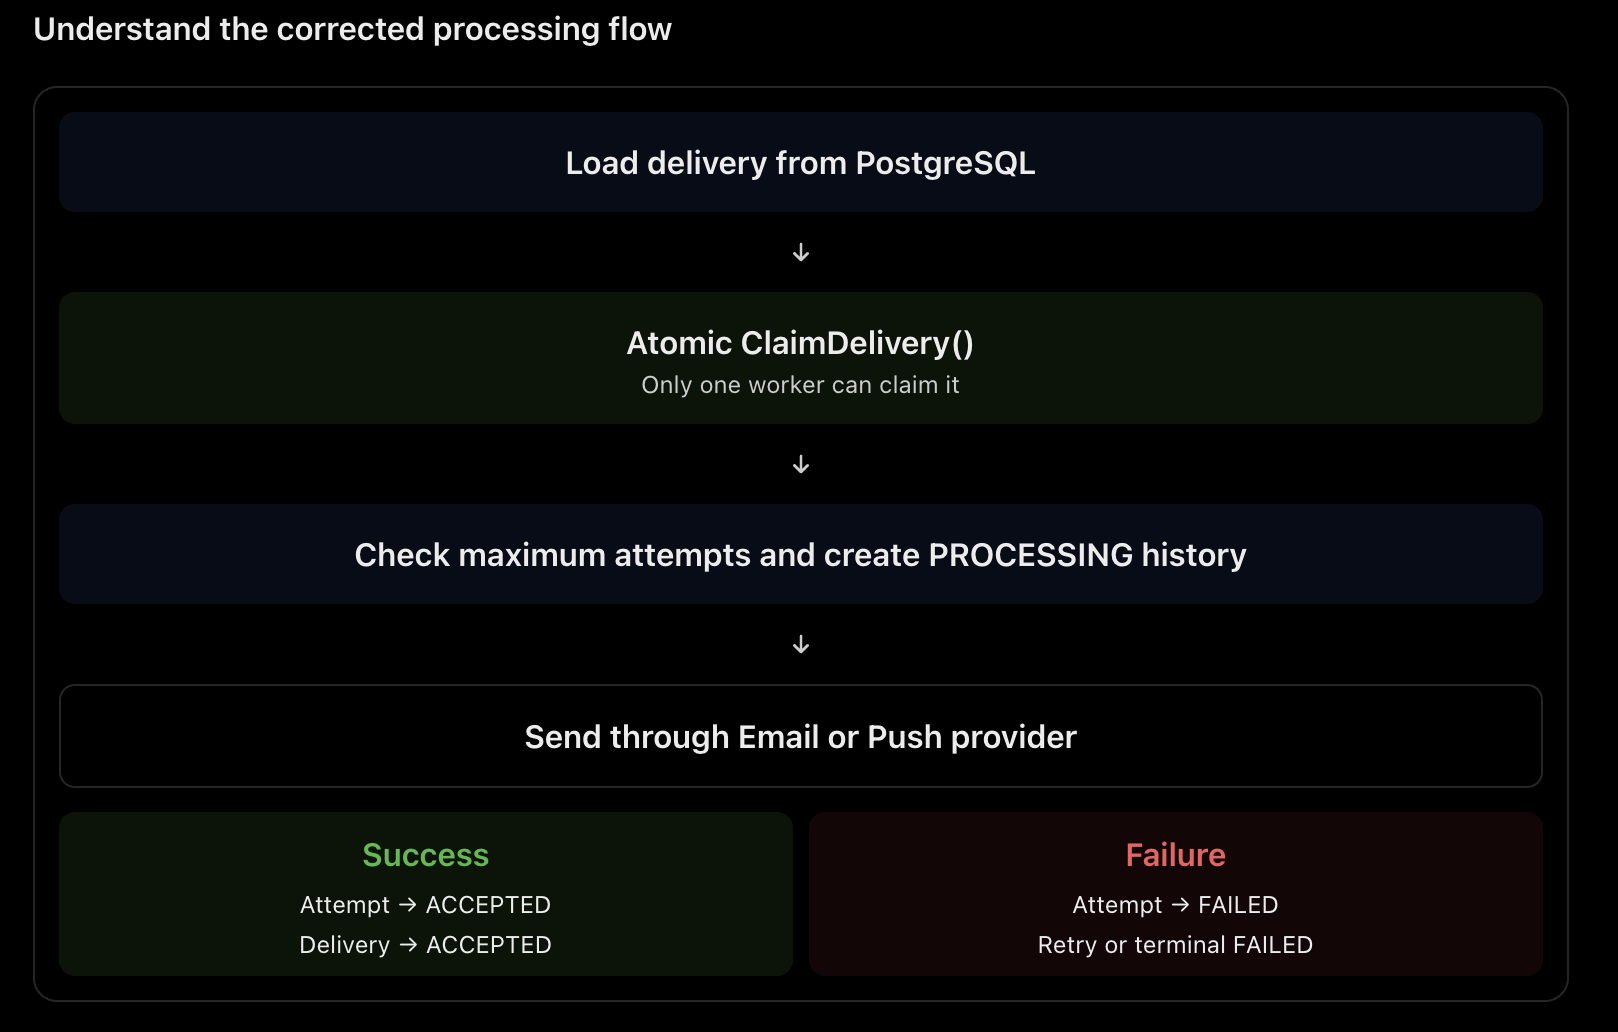 Understand the corrected processing flow
Load delivery from PostgreSQL
↓
Atomic ClaimDelivery()
Only one worker can claim it
↓
Check maximum attempts and create PROCESSING history
↓
Send through Email or Push provider
Success
Attempt → ACCEPTED
Delivery → ACCEPTED
Failure
Attempt → FAILED
Retry or terminal FAILED